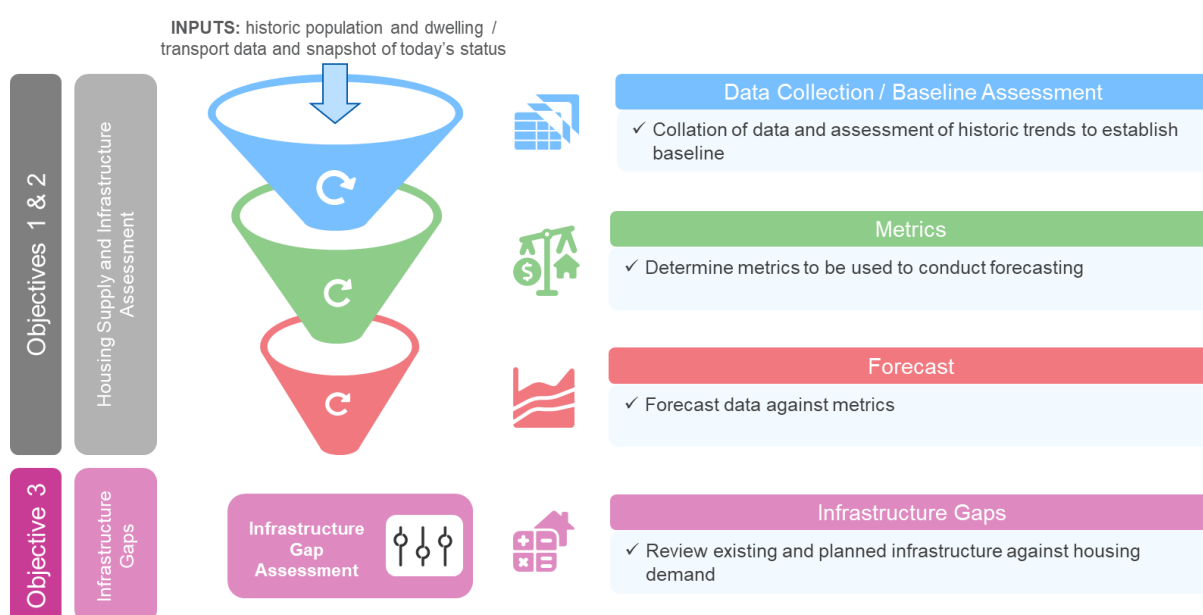 INPUTS: historic population and dwelling /
transport data and snapshot of today's status
Objectives 1 & 2
Housing Supply and Infrastructure
Assessment
Data Collection / Baseline Assessment
✓ Collation of data and assessment of historic trends to establish
baseline
Metrics
✓ Determine metrics to be used to conduct forecasting
$
Forecast
✓ Forecast data against metrics
Objective 3
Infrastructure
Gaps
Infrastructure
Gap
Assessment
Infrastructure Gaps
✓ Review existing and planned infrastructure against housing
demand